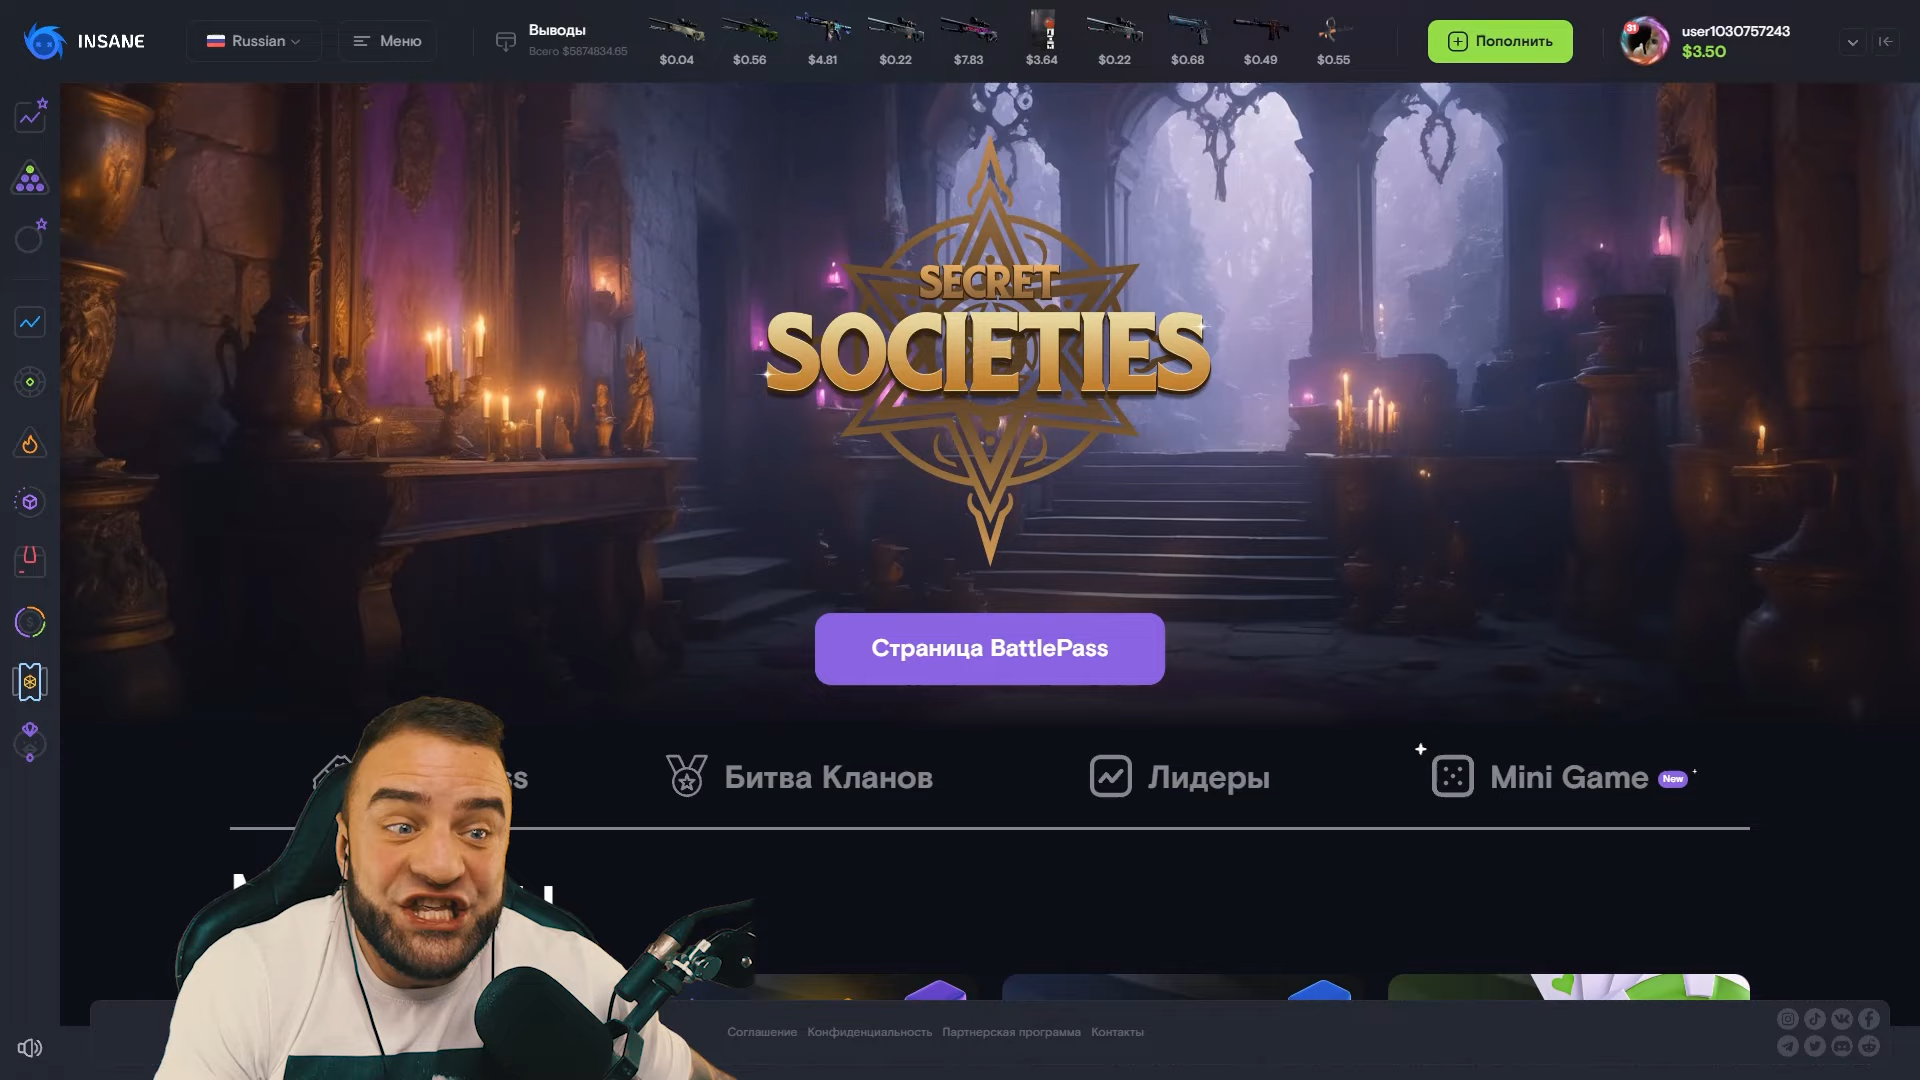 INSANE
Russian
Меню
Выводы
Всего $5874834.65
$0.04
$0.56
$4.81
$0.22
$7.83
$3.64
$0.22
$0.68
$0.49
$0.55
Пополнить
31
user1030757243
$3.50
SECRET
SOCIETIES
Страница BattlePass
Битва Кланов
Лидеры
Mini Game New
Соглашение Конфиденциальность Партнерская программа Контакты